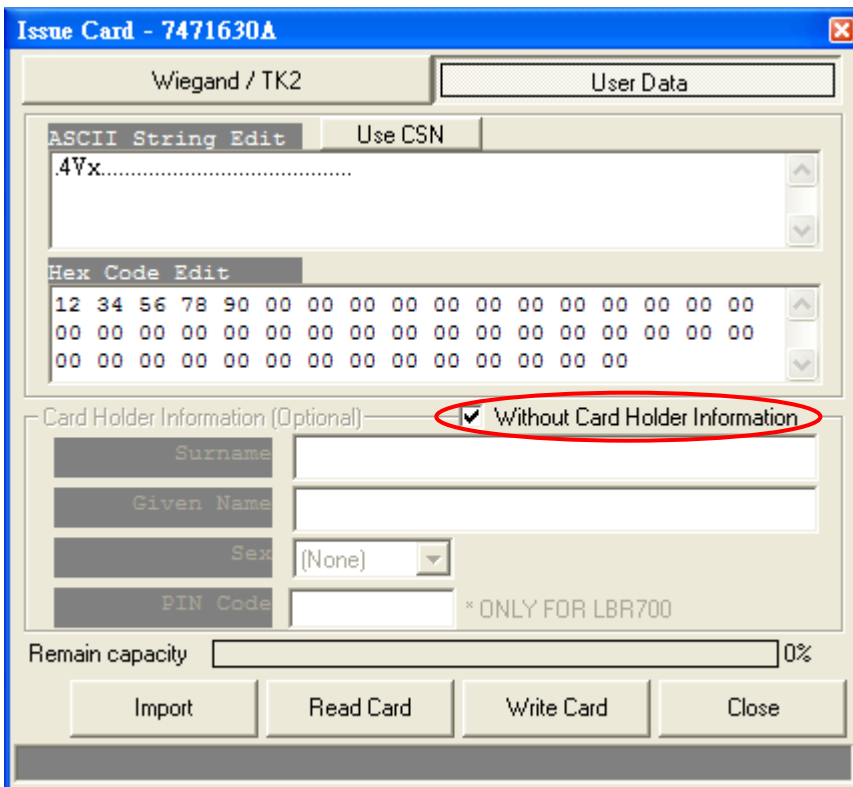 Issue Card - 7471630A
Wiegand / TK2
User Data
ASCII String Edit
Use CSN
.4Vx............................................
Hex Code Edit
12 34 56 78 90 00 00 00 00 00 00 00 00 00 00 00 00
00 00 00 00 00 00 00 00 00 00 00 00 00 00 00 00 00
00 00 00 00 00 00 00 00 00 00 00 00 00 00
Card Holder Information (Optional)
Without Card Holder Information
Surname
Given Name
Sex
(None)
PIN Code
* ONLY FOR LBR700
Remain capacity
0%
Import
Read Card
Write Card
Close